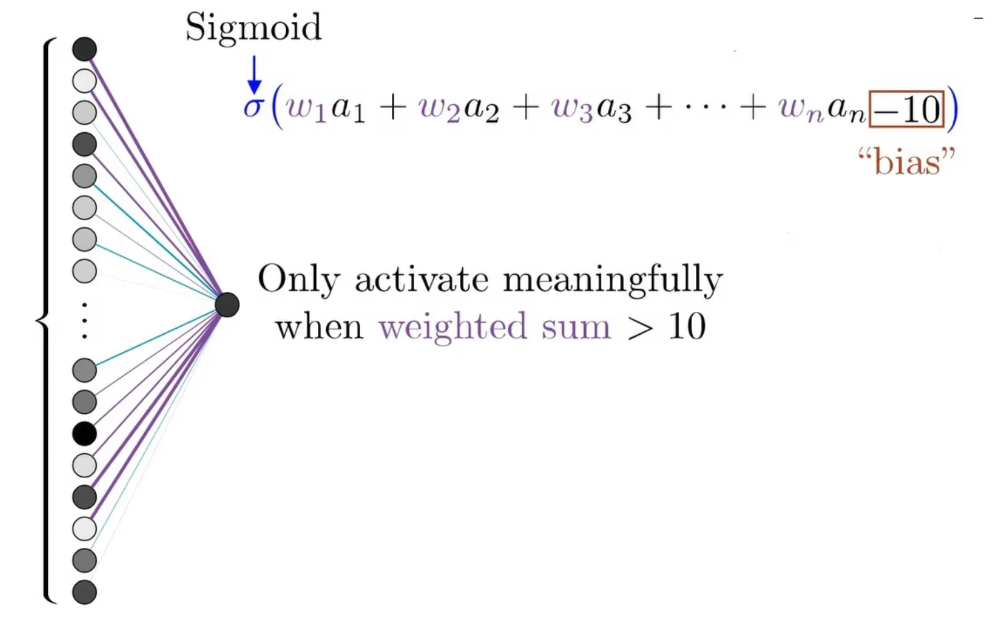 Sigmoid
σ(w₁a₁ + w₂a₂ + w₃a₃ + ⋯ + wₙaₙ −10)
“bias”
Only activate meaningfully
when weighted sum > 10